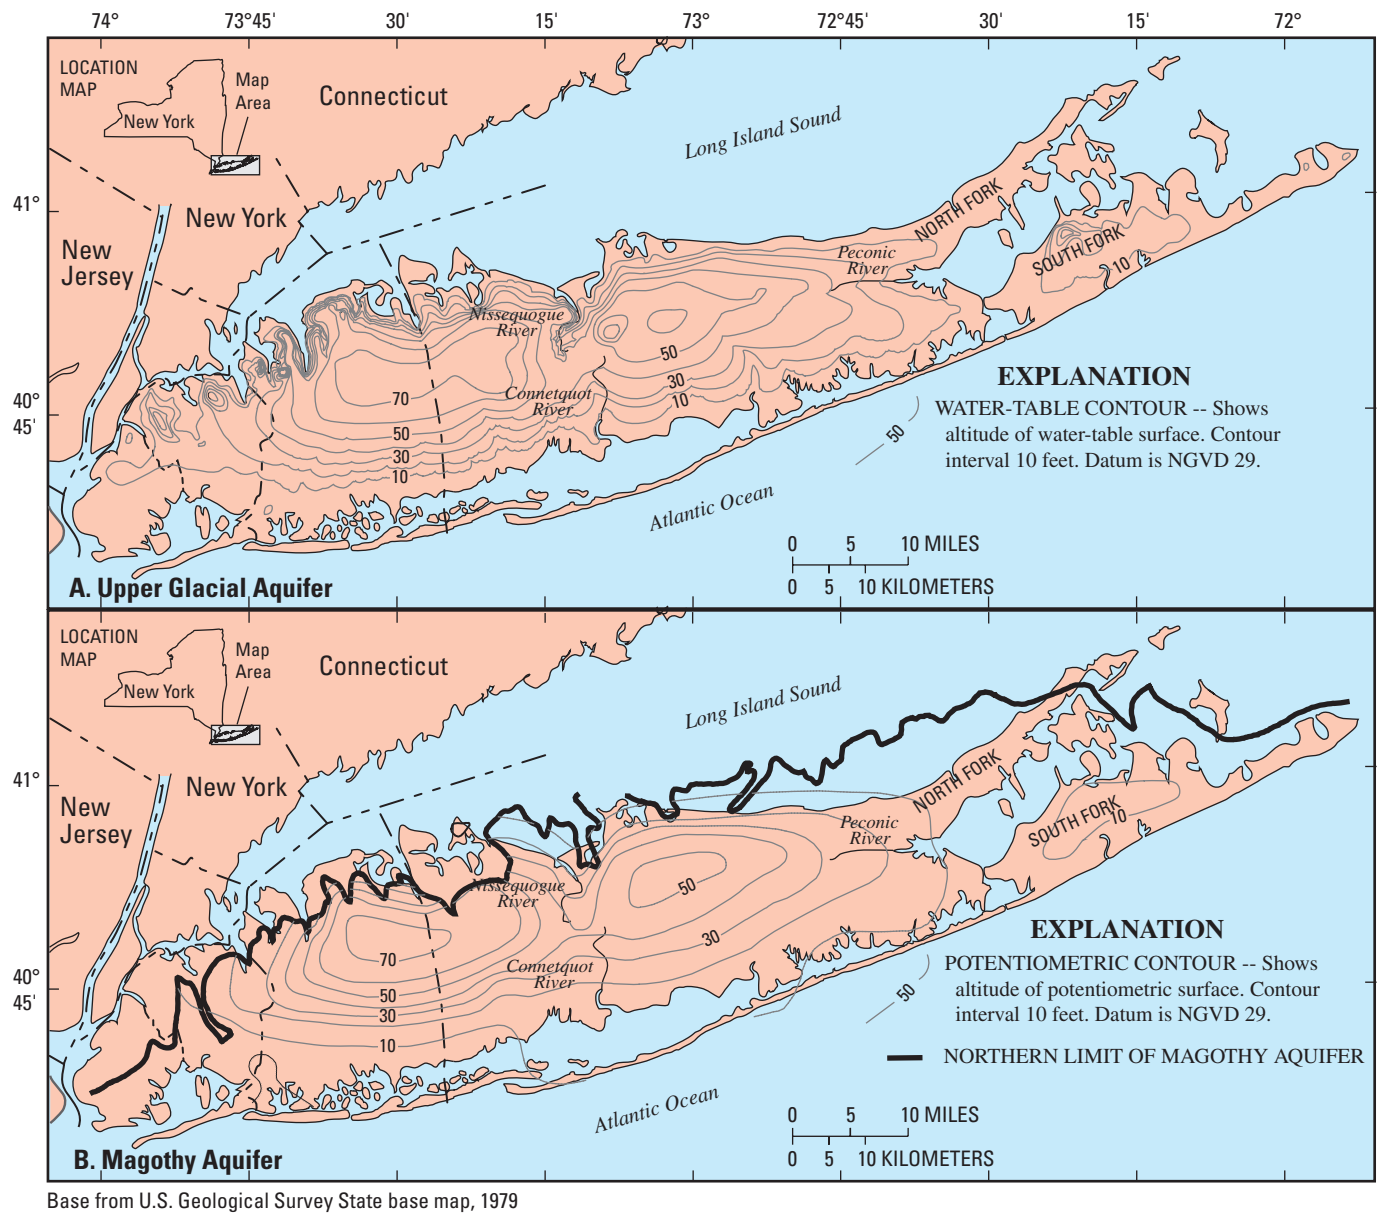 74°
73°45'
30'
15'
73°
72°45'
30'
15'
72°
LOCATION
MAP
Map
Area
New York
Connecticut
Long Island Sound
41°
New York
New
Jersey
NORTH FORK
SOUTH FORK
10
Peconic
River
Nissequogue
River
50
30
10
Connetquot
River
70
50
30
10
40°
45'
EXPLANATION
50
WATER-TABLE CONTOUR -- Shows
altitude of water-table surface. Contour
interval 10 feet. Datum is NGVD 29.
Atlantic Ocean
0 5 10 MILES
0 5 10 KILOMETERS
A. Upper Glacial Aquifer
LOCATION
MAP
Map
Area
New York
Connecticut
Long Island Sound
41°
New York
New
Jersey
NORTH FORK
SOUTH FORK
10
Peconic
River
Nissequogue
River
50
30
Connetquot
River
70
50
30
10
40°
45'
EXPLANATION
50
POTENTIOMETRIC CONTOUR -- Shows
altitude of potentiometric surface. Contour
interval 10 feet. Datum is NGVD 29.
NORTHERN LIMIT OF MAGOTHY AQUIFER
Atlantic Ocean
0 5 10 MILES
0 5 10 KILOMETERS
B. Magothy Aquifer
Base from U.S. Geological Survey State base map, 1979